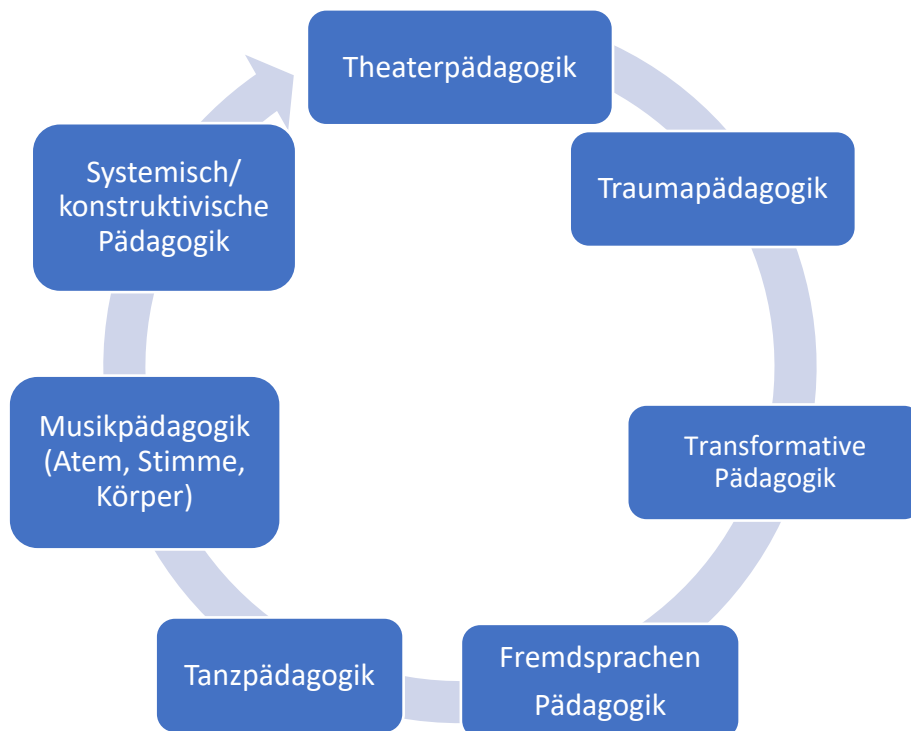 Theaterpädagogik
Traumapädagogik
Transformative
Pädagogik
Fremdsprachen
Pädagogik
Tanzpädagogik
Musikpädagogik
(Atem, Stimme,
Körper)
Systemisch/
konstruktivische
Pädagogik